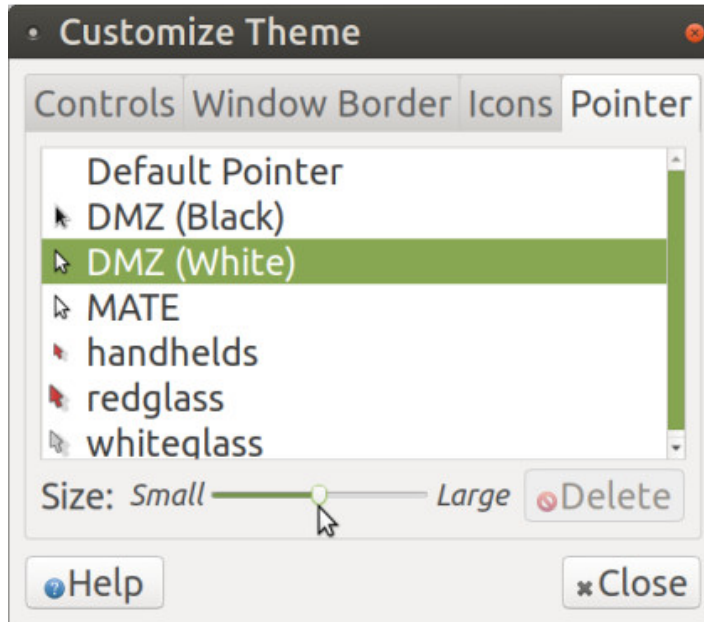 Customize Theme
Controls Window Border Icons Pointer
Default Pointer
DMZ (Black)
DMZ (White)
MATE
handhelds
redglass
whiteglass
Size: Small Large Delete
Help Close